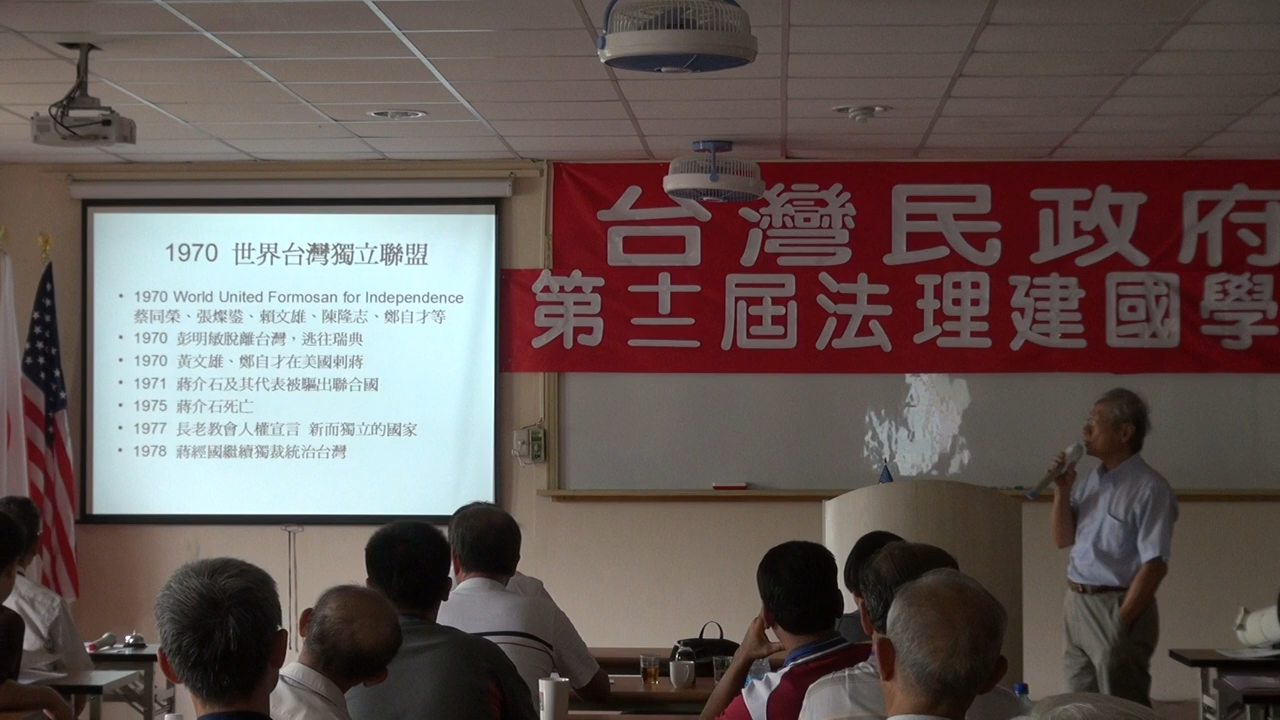 1970 世界台灣獨立聯盟
• 1970 World United Formosan for Independence
蔡同榮、張燦鍙、賴文雄、陳隆志、鄭自才等
• 1970 彭明敏脫離台灣，逃往瑞典
• 1970 黃文雄、鄭自才在美國刺蔣
• 1971 蔣介石及其代表被驅出聯合國
• 1975 蔣介石死亡
• 1977 長老教會人權宣言 新而獨立的國家
• 1978 蔣經國繼續獨裁統治台灣
台灣民政府
第十二屆法理建國學